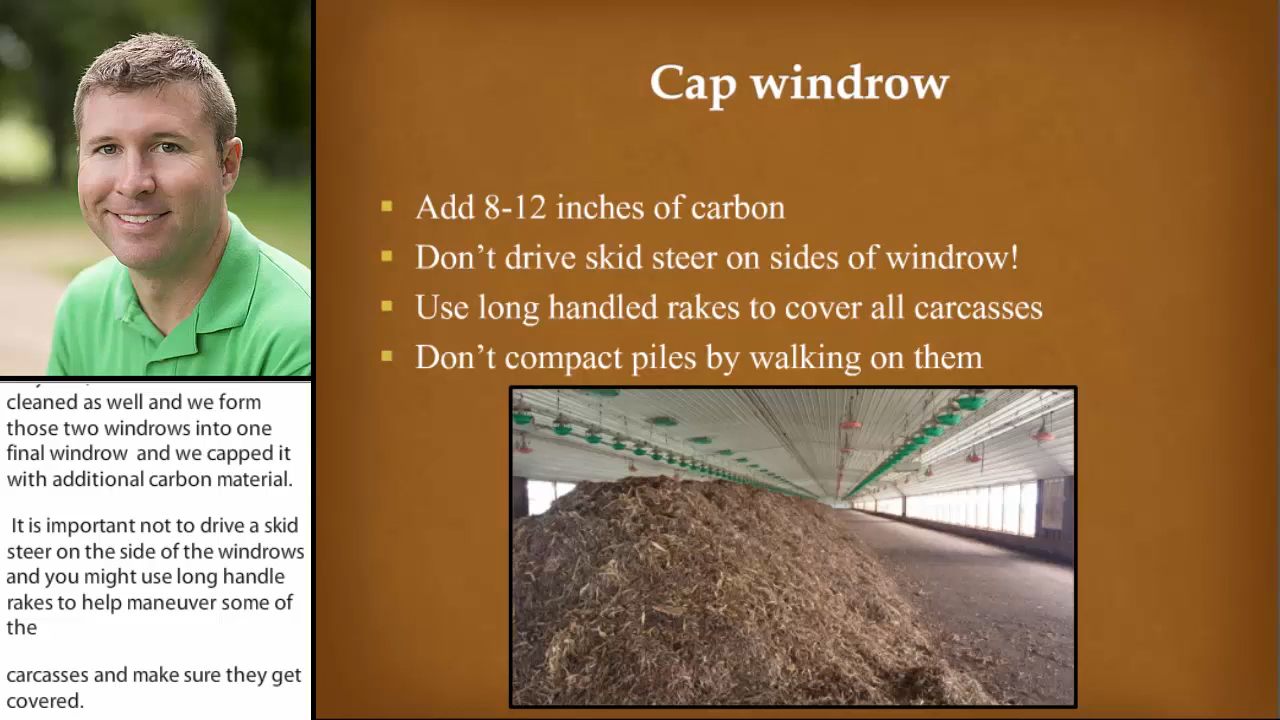 Cap windrow
Add 8-12 inches of carbon
Don't drive skid steer on sides of windrow!
Use long handled rakes to cover all carcasses
Don't compact piles by walking on them
cleaned as well and we form
those two windrows into one
final windrow  and we capped it
with additional carbon material.
It is important not to drive a skid
steer on the side of the windrows
and you might use long handle
rakes to help maneuver some of
the
carcasses and make sure they get
covered.